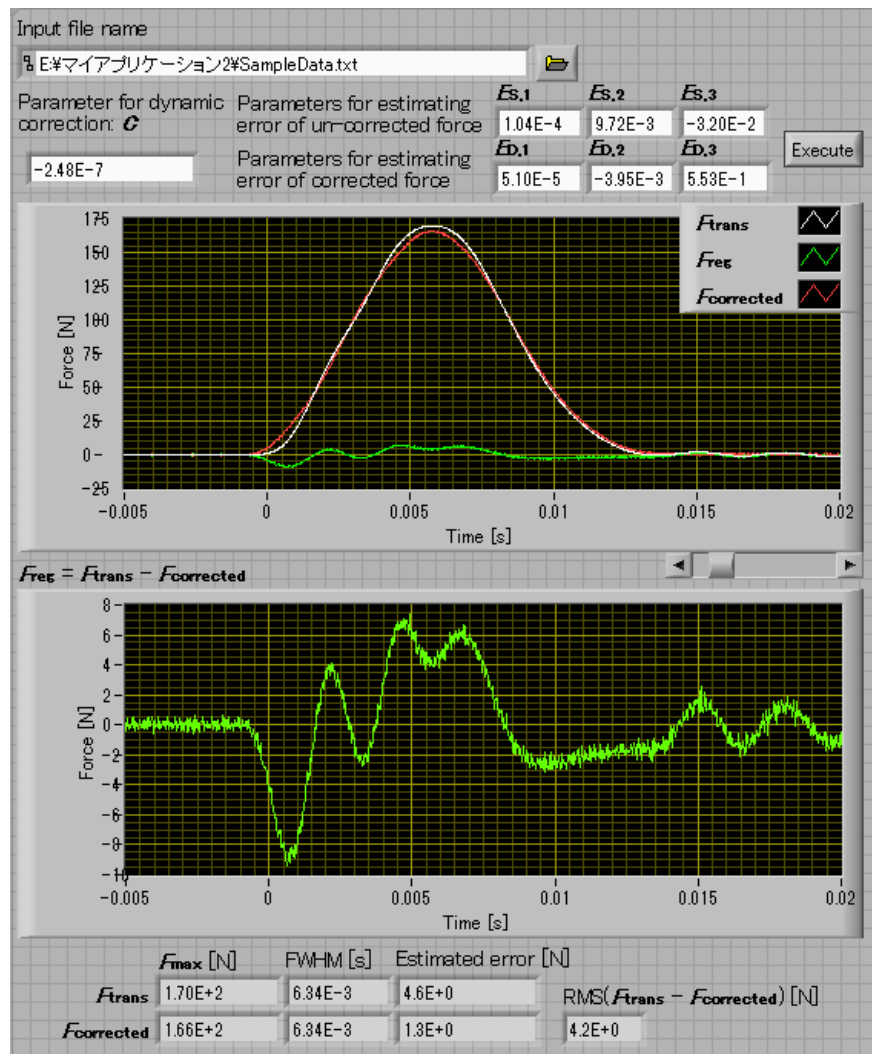 Input file name
E:¥マイアプリケーション2¥SampleData.txt
Parameter for dynamic correction: C
-2.48E-7
Parameters for estimating error of un-corrected force
ES,1 ES,2 ES,3
1.04E-4 9.72E-3 -3.20E-2
Parameters for estimating error of corrected force
ED,1 ED,2 ED,3
5.10E-5 -3.95E-3 5.53E-1
Execute
Ftrans
Freg
Fcorrected
Force [N]
175
150
125
100
75
50
25
0
-25
-0.005 0 0.005 0.01 0.015 0.02
Time [s]
Freg = Ftrans - Fcorrected
Force [N]
8
6
4
2
0
-2
-4
-6
-8
-10
-0.005 0 0.005 0.01 0.015 0.02
Time [s]
Fmax [N] FWHM [s] Estimated error [N]
Ftrans 1.70E+2 6.34E-3 4.6E+0
RMS(Ftrans - Fcorrected) [N]
Fcorrected 1.66E+2 6.34E-3 1.3E+0
4.2E+0